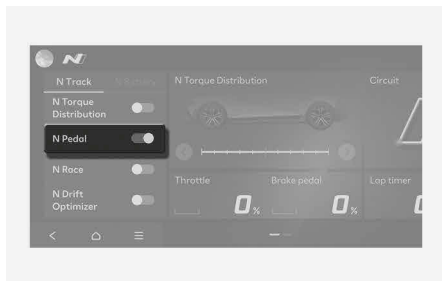 N
N Track
N Torque
Distribution
N Pedal
N Race
N Drift
Optimizer
N Torque Distribution
Throttle
0 %
Brake pedal
0 %
Circuit
Lap timer